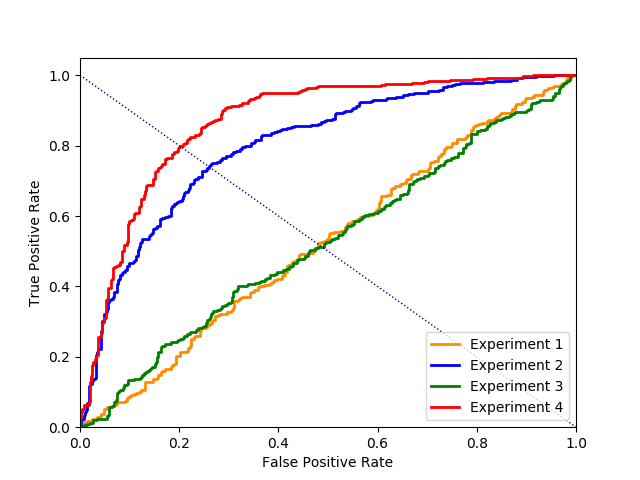 True Positive Rate
1.0
0.8
0.6
0.4
0.2
0.0
Experiment 1
Experiment 2
Experiment 3
Experiment 4
0.0 0.2 0.4 0.6 0.8 1.0
False Positive Rate